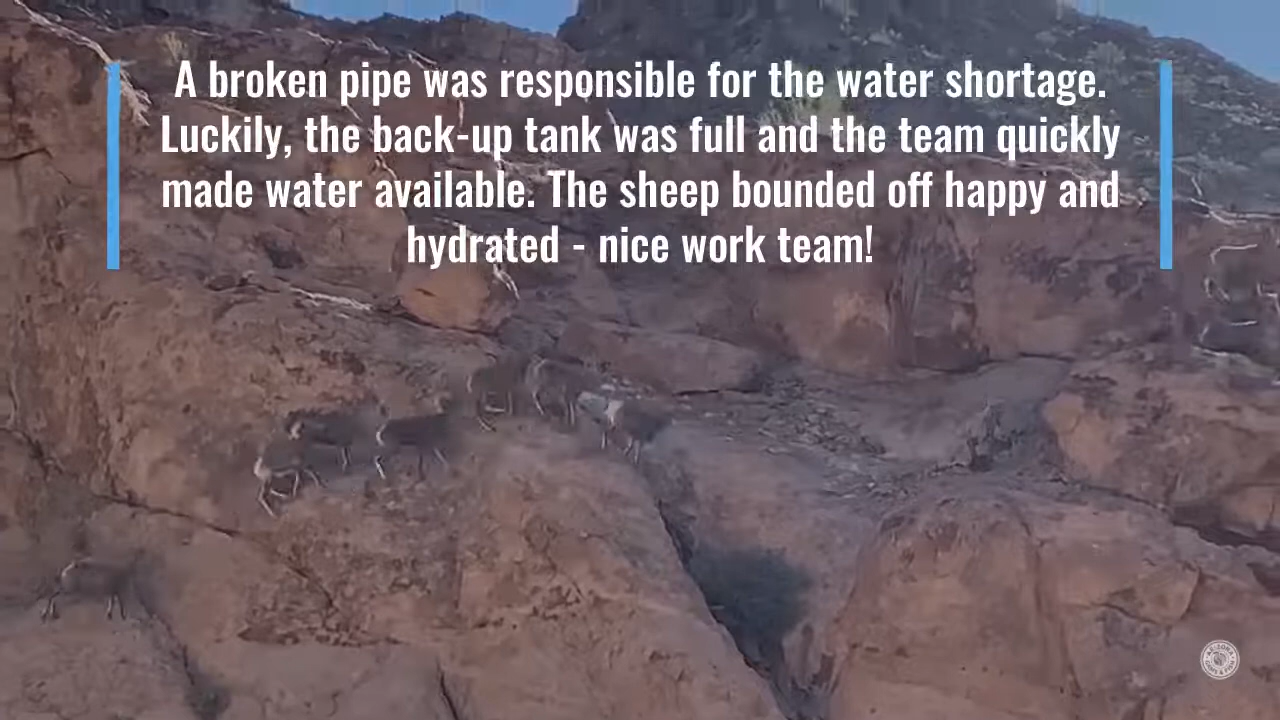 A broken pipe was responsible for the water shortage.
Luckily, the back-up tank was full and the team quickly
made water available. The sheep bounded off happy and
hydrated - nice work team!